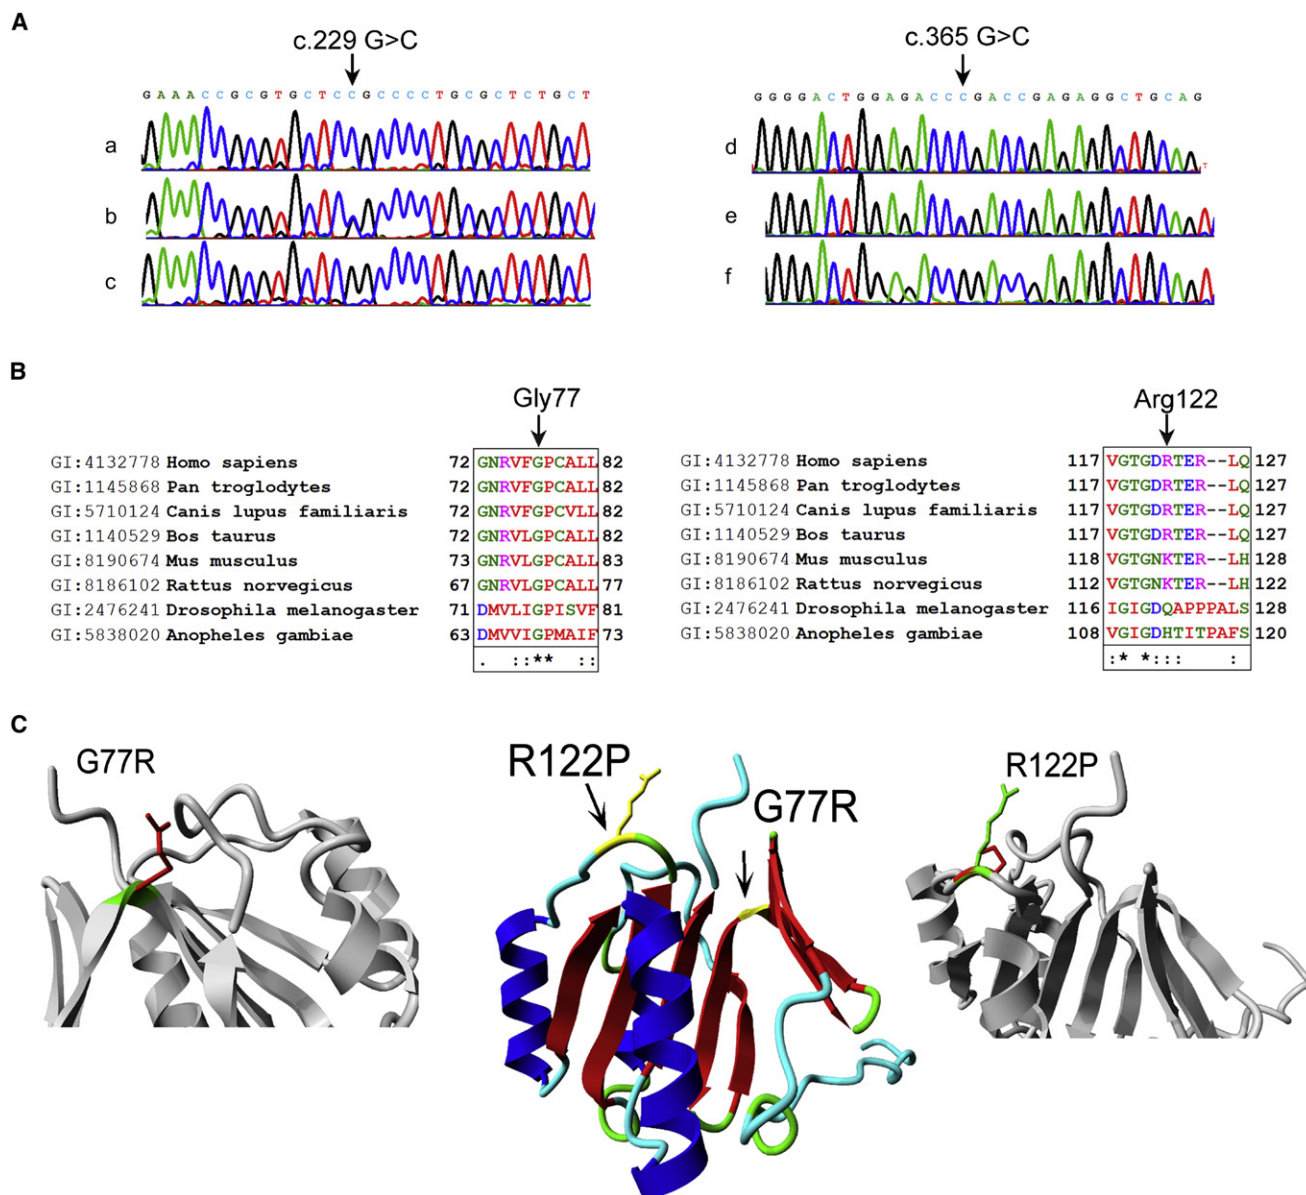 A
c.229 G>C
c.365 G>C
GAAACCGCGTGCTCCGCCCCTGCGCTCTGCT
GGGGACTGGAGACCCGACCGAGAGGCTGCAG
a
b
c
d
T
e
f
B
Gly77
Arg122
GI:4132778 Homo sapiens 72 GNRVFGPCALL 82
GI:1145868 Pan troglodytes 72 GNRVFGPCALL 82
GI:5710124 Canis lupus familiaris 72 GNRVFGPCVLL 82
GI:1140529 Bos taurus 72 GNRVLGPCALL 82
GI:8190674 Mus musculus 73 GNRVLGPCALL 83
GI:8186102 Rattus norvegicus 67 GNRVLGPCALL 77
GI:2476241 Drosophila melanogaster 71 DMVLIGPISVF 81
GI:5838020 Anopheles gambiae 63 DMVVIGPMAIF 73
. ::** ::
GI:4132778 Homo sapiens 117 VGTGDRTER--LQ 127
GI:1145868 Pan troglodytes 117 VGTGDRTER--LQ 127
GI:5710124 Canis lupus familiaris 117 VGTGDRTER--LQ 127
GI:1140529 Bos taurus 117 VGTGDRTER--LQ 127
GI:8190674 Mus musculus 118 VGTGNKTER--LH 128
GI:8186102 Rattus norvegicus 112 VGTGNKTER--LH 122
GI:2476241 Drosophila melanogaster 116 IGIGDQAPPPALS 128
GI:5838020 Anopheles gambiae 108 VGIGDHTITPAFS 120
:* *::: :
C
G77R
R122P
G77R
R122P